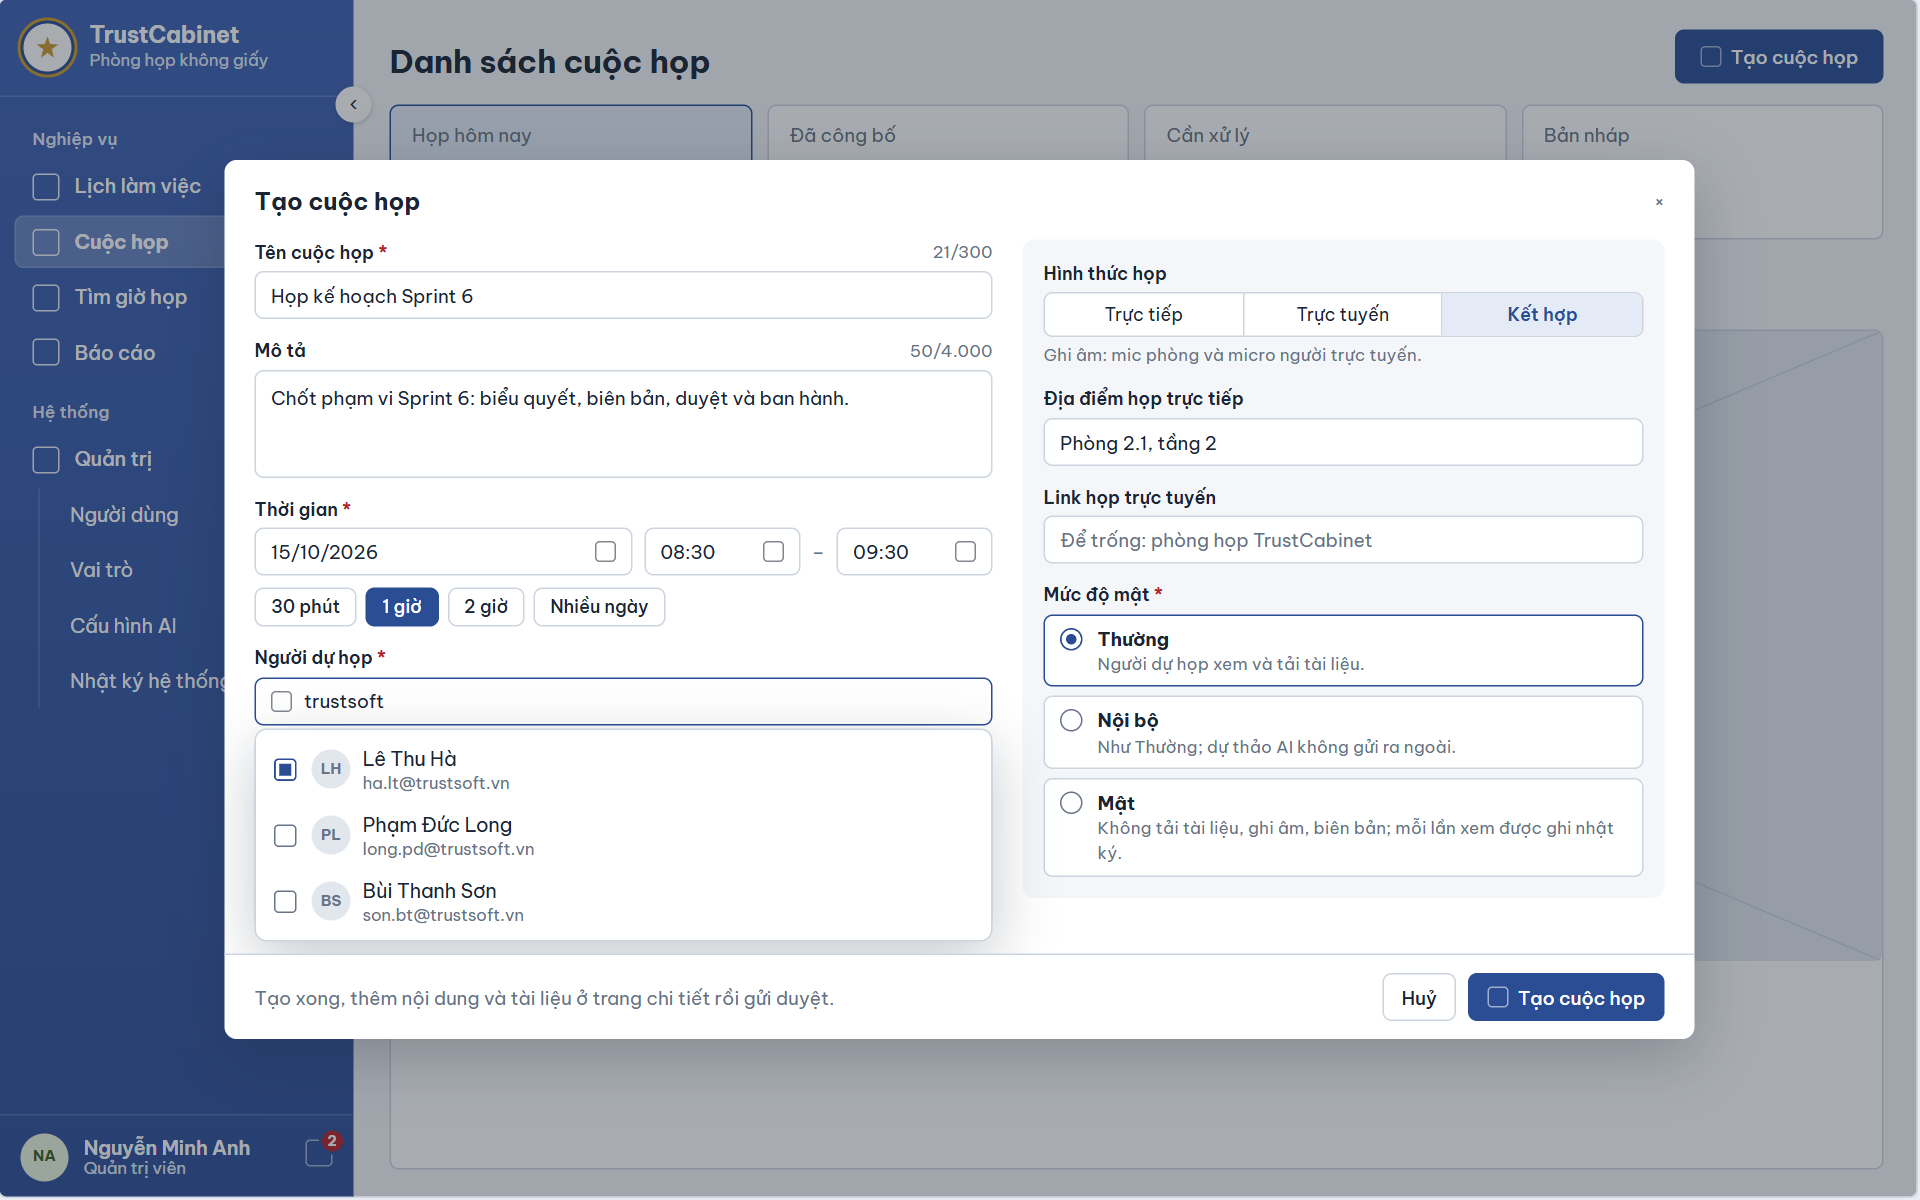 TrustCabinet
Phòng họp không giấy
Nghiệp vụ
Lịch làm việc
Cuộc họp
Tìm giờ họp
Báo cáo
Hệ thống
Quản trị
Người dùng
Vai trò
Cấu hình AI
Nhật ký hệ thống
NA
Nguyễn Minh Anh
Quản trị viên
2
Danh sách cuộc họp
Tạo cuộc họp
Họp hôm nay
Đã công bố
Cần xử lý
Bản nháp
Tạo cuộc họp
Tên cuộc họp *
21/300
Họp kế hoạch Sprint 6
Mô tả
50/4.000
Chốt phạm vi Sprint 6: biểu quyết, biên bản, duyệt và ban hành.
Thời gian *
15/10/2026
08:30
–
09:30
30 phút
1 giờ
2 giờ
Nhiều ngày
Người dự họp *
trustsoft
LH
Lê Thu Hà
ha.lt@trustsoft.vn
PL
Phạm Đức Long
long.pd@trustsoft.vn
BS
Bùi Thanh Sơn
son.bt@trustsoft.vn
Hình thức họp
Trực tiếp
Trực tuyến
Kết hợp
Ghi âm: mic phòng và micro người trực tuyến.
Địa điểm họp trực tiếp
Phòng 2.1, tầng 2
Link họp trực tuyến
Để trống: phòng họp TrustCabinet
Mức độ mật *
Thường
Người dự họp xem và tải tài liệu.
Nội bộ
Như Thường; dự thảo AI không gửi ra ngoài.
Mật
Không tải tài liệu, ghi âm, biên bản; mỗi lần xem được ghi nhật
ký.
Tạo xong, thêm nội dung và tài liệu ở trang chi tiết rồi gửi duyệt.
Huỷ
Tạo cuộc họp